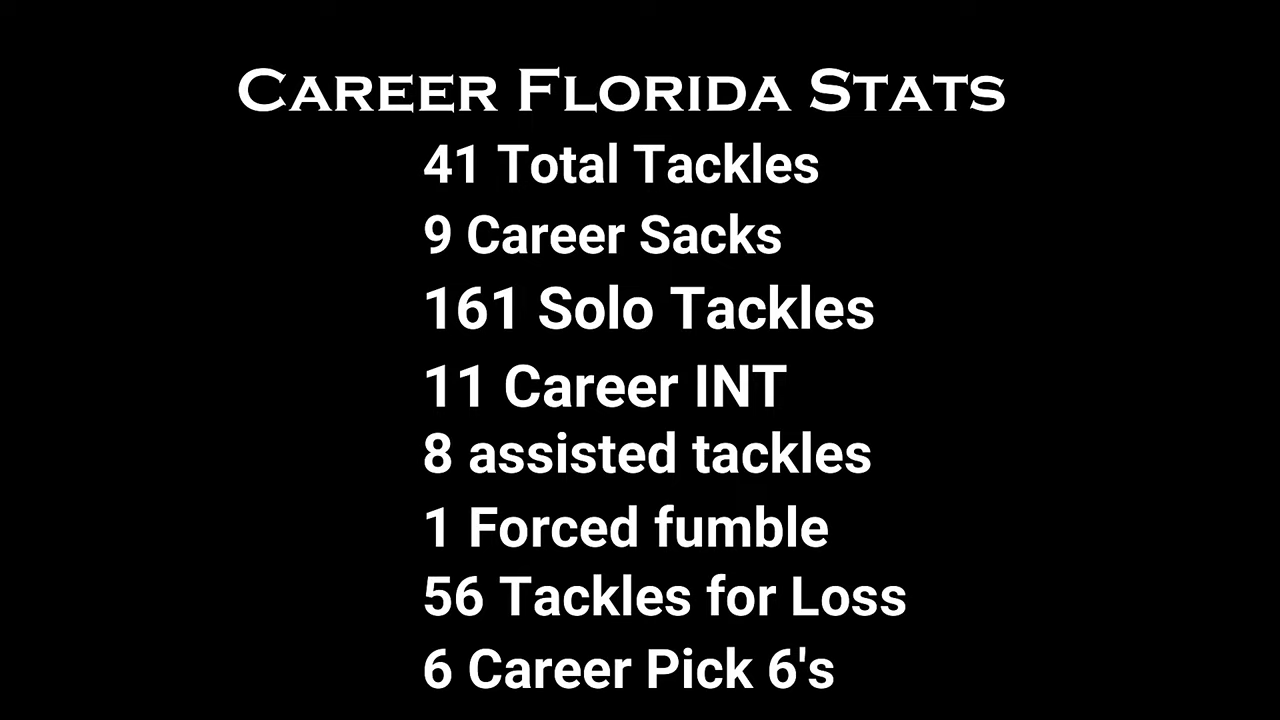 Career Florida Stats
41 Total Tackles
9 Career Sacks
161 Solo Tackles
11 Career INT
8 assisted tackles
1 Forced fumble
56 Tackles for Loss
6 Career Pick 6's